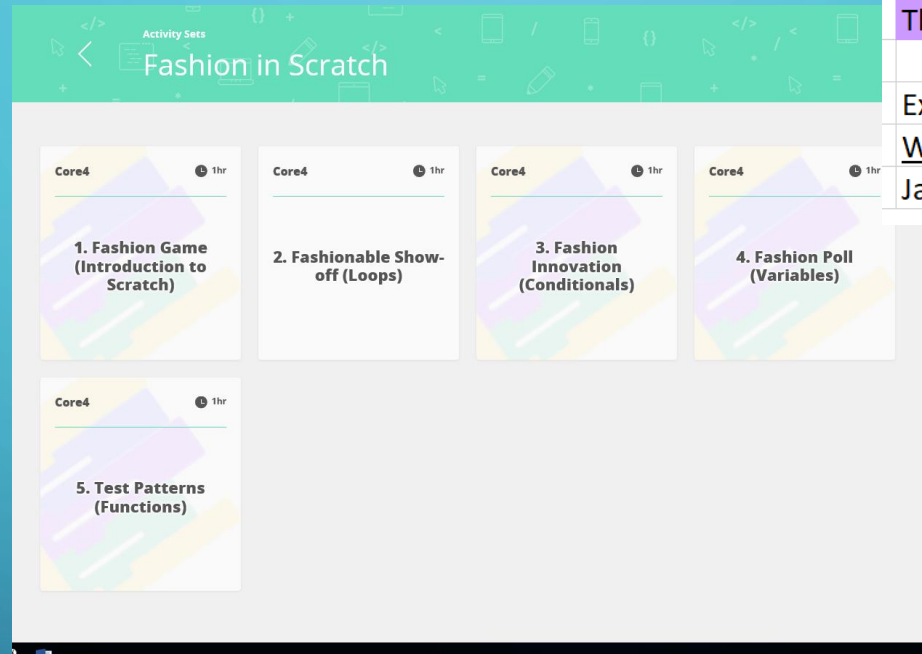 Activity Sets
Fashion in Scratch
Core4 1hr
1. Fashion Game
(Introduction to
Scratch)
Core4 1hr
2. Fashionable Show-
off (Loops)
Core4 1hr
3. Fashion
Innovation
(Conditionals)
Core4 1hr
4. Fashion Poll
(Variables)
Core4 1hr
5. Test Patterns
(Functions)